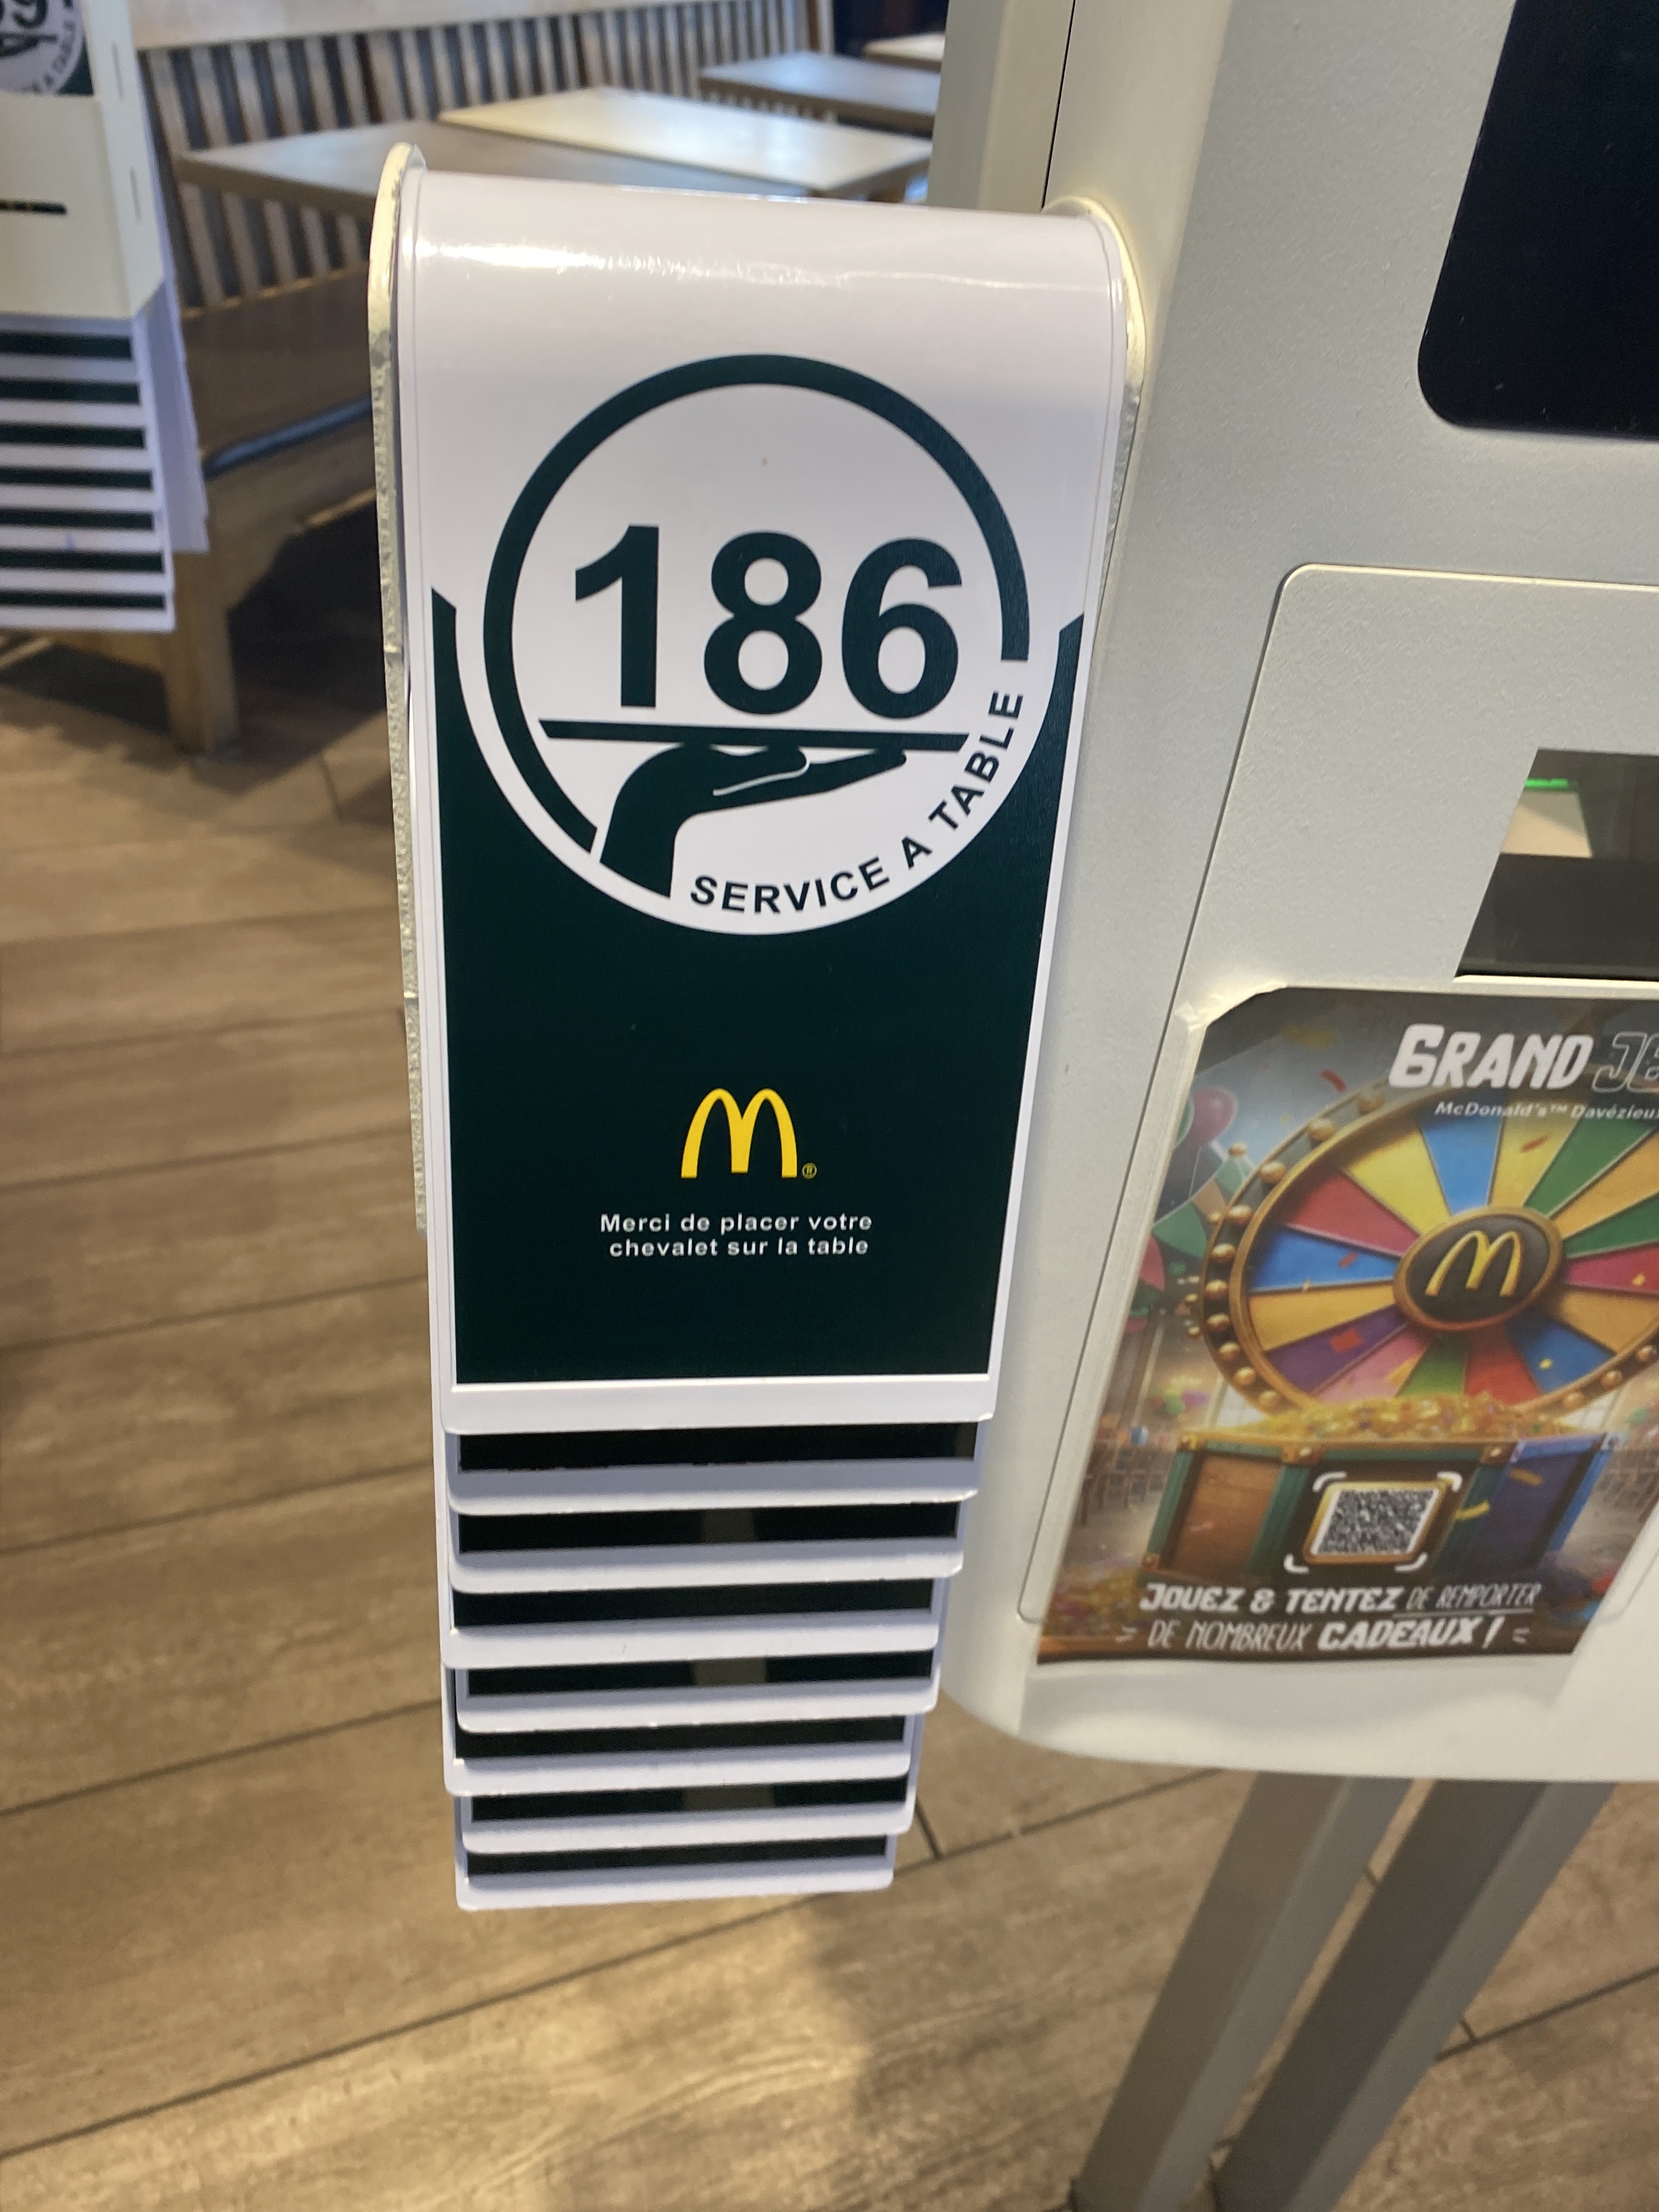 186
SERVICE A TABLE
Merci de placer votre
chevalet sur la table
GRAND
McDonald's™ Davézieux
JOUEZ & TENTEZ DE REMPORTER
DE NOMBREUX CADEAUX !